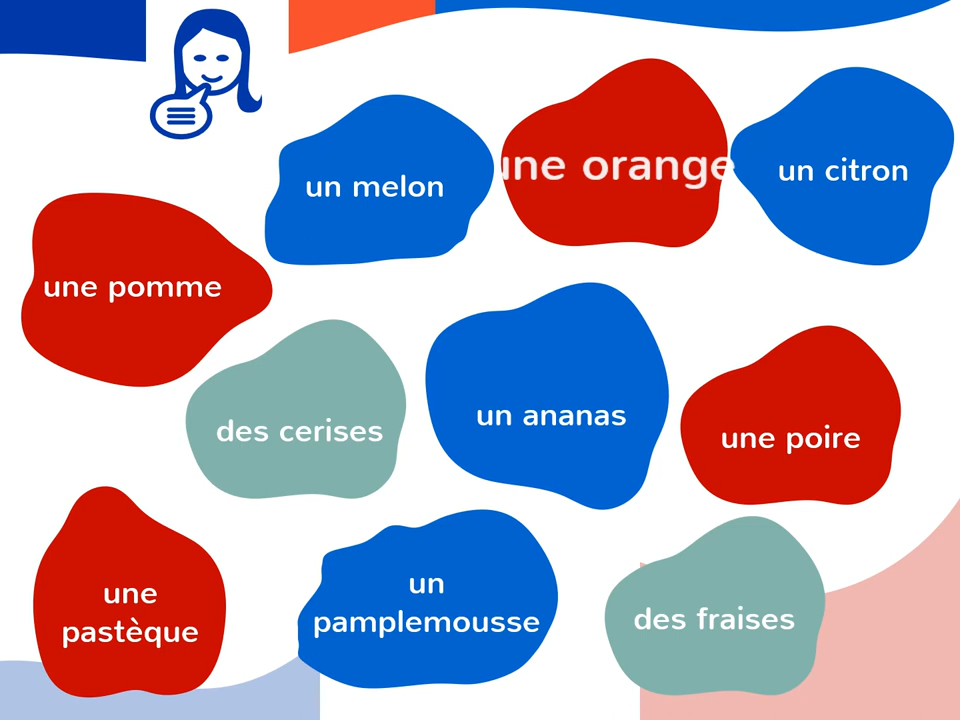 un melon
une orange
un citron
une pomme
des cerises
un ananas
une poire
une
pastèque
un
pamplemousse
des fraises